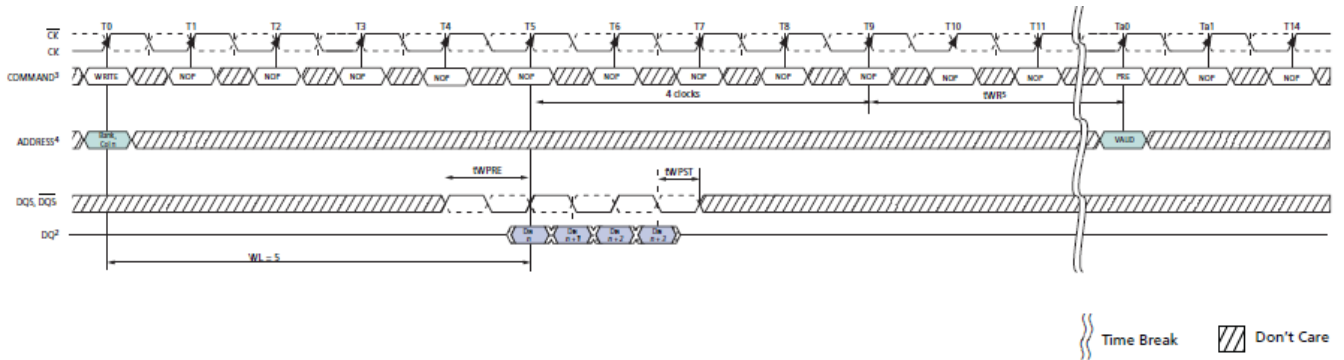 T0 T1 T2 T3 T4 T5 T6 T7 T8 T9 T10 T11 Ta0 Ta1 T14
CK
CK
COMMAND³ WRITE NOP NOP NOP NOP NOP NOP NOP NOP NOP NOP NOP PRE NOP NOP
4 clocks tWR⁵
ADDRESS⁴ Bank, VALID
Col n
tWPRE tWPST
DQS, DQS
DQ² Din Din Din Din
n n + 1 n + 2 n + 3
WL = 5
Time Break Don't Care